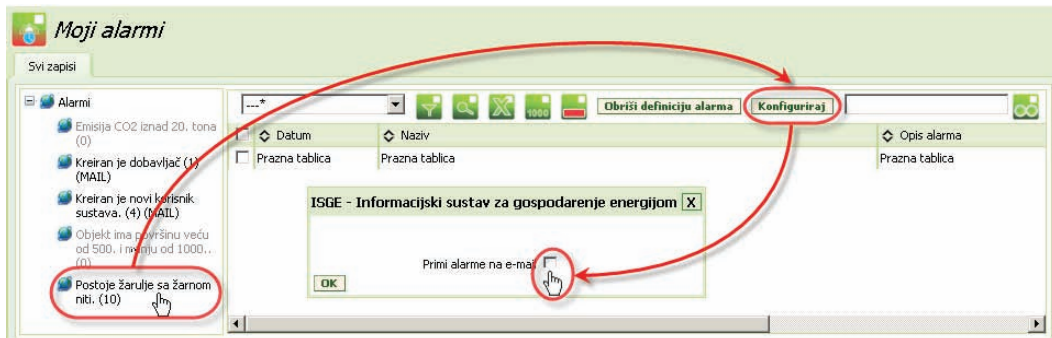 Moji alarmi
Svi zapisi
Alarmi
Emisija CO2 iznad 20. tona
(0)
Kreiran je dobavljač (1)
(MAIL)
Kreiran je novi korisnik
sustava. (4) (MAIL)
Objekt ima površinu veću
od 500. i manju od 1000..
(0)
Postoje žarulje sa žarnom
niti. (10)
---*
1000
Obriši definiciju alarma
Konfiguriraj
Datum
Naziv
Opis alarma
Prazna tablica
Prazna tablica
Prazna tablica
ISGE - Informacijski sustav za gospodarenje energijom X
Primi alarme na e-mail
OK